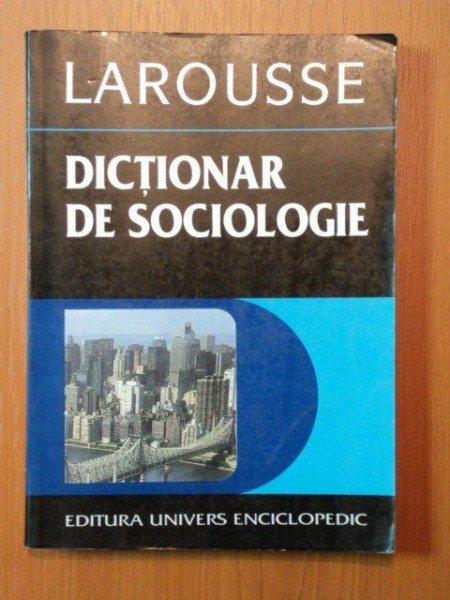 LAROUSSE
DICȚIONAR
DE SOCIOLOGIE
EDITURA UNIVERS ENCICLOPEDIC